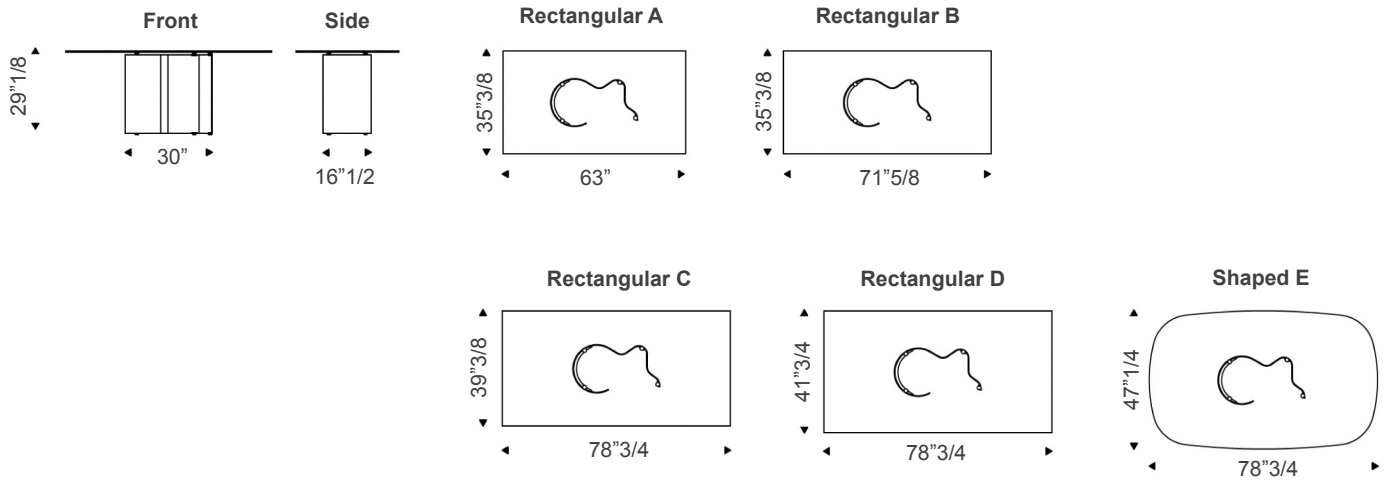 Front
Side
Rectangular A
Rectangular B
29”1/8
30”
16”1/2
35”3/8
63”
35”3/8
71”5/8
Rectangular C
Rectangular D
Shaped E
39”3/8
78”3/4
41”3/4
78”3/4
47”1/4
78”3/4